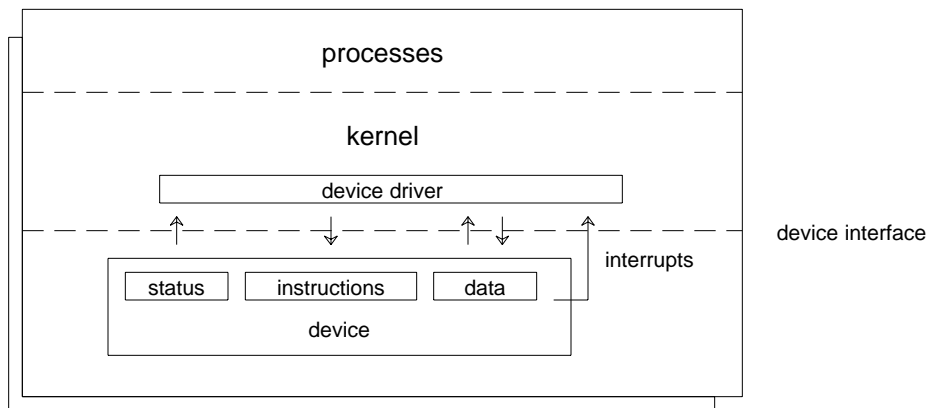 processes
kernel
device driver
device interface
interrupts
status instructions data
device